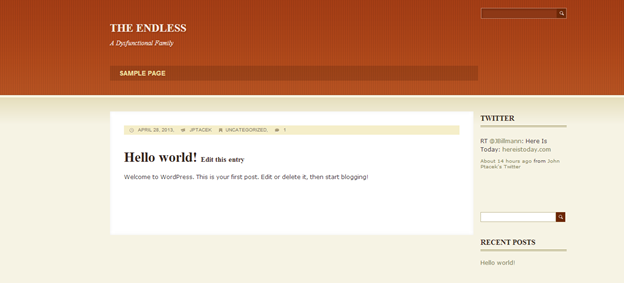 THE ENDLESS
A Dysfunctional Family
SAMPLE PAGE
APRIL 29, 2013, JPTACEK UNCATEGORIZED, 1
Hello world! Edit this entry
Welcome to WordPress. This is your first post. Edit or delete it, then start blogging!
TWITTER
RT @JBillmann: Here Is
Today: hereistoday.com
About 14 hours ago from John
Ptacek's Twitter
RECENT POSTS
Hello world!